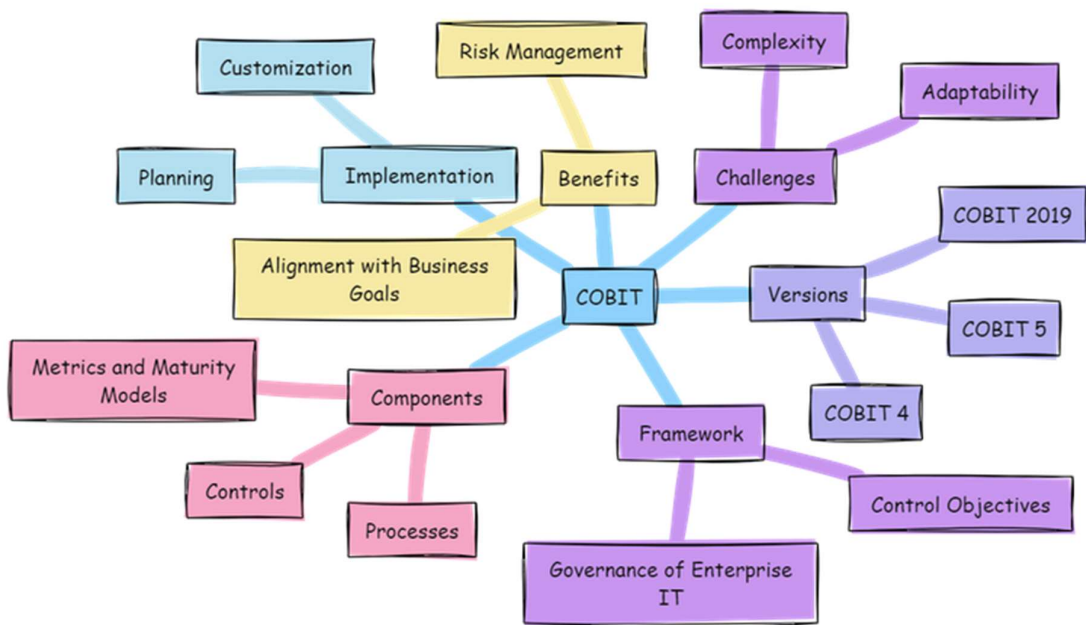 Complexity
Risk Management
Customization
Adaptability
Planning
Implementation
Benefits
Challenges
COBIT 2019
Alignment with Business
Goals
COBIT
Versions
COBIT 5
Metrics and Maturity
Models
Components
COBIT 4
Framework
Controls
Processes
Control Objectives
Governance of Enterprise
IT